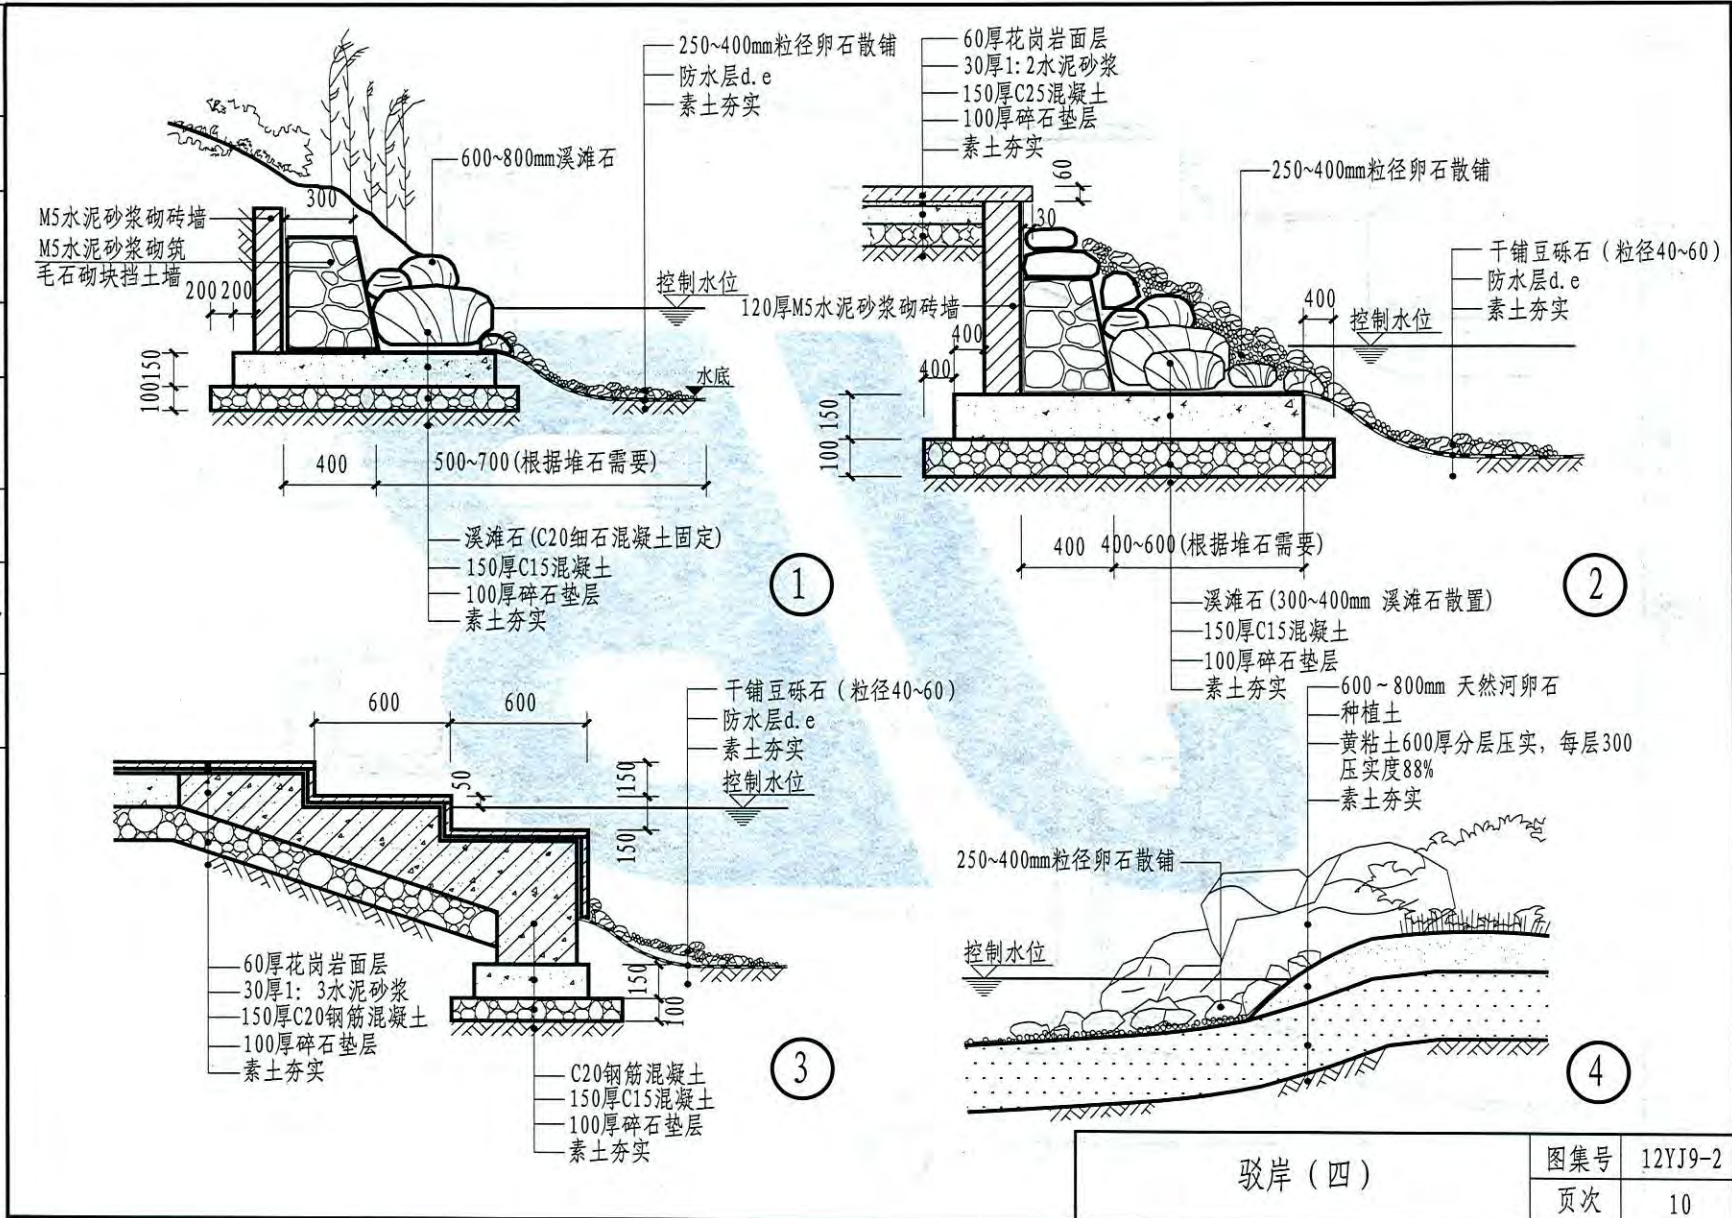 250~400mm粒径卵石散铺
防水层d.e
素土夯实
600~800mm溪滩石
300
M5水泥砂浆砌砖墙
M5水泥砂浆砌筑
毛石砌块挡土墙
200 200
控制水位
水底
150
100
400
500~700(根据堆石需要)
溪滩石(C20细石混凝土固定)
150厚C15混凝土
100厚碎石垫层
素土夯实
1
60厚花岗岩面层
30厚1:2水泥砂浆
150厚C25混凝土
100厚碎石垫层
素土夯实
60
250~400mm粒径卵石散铺
30
干铺豆砾石（粒径40~60）
防水层d.e
素土夯实
400
控制水位
120厚M5水泥砂浆砌砖墙
400
400
150
100
400
400~600(根据堆石需要)
溪滩石(300~400mm 溪滩石散置)
150厚C15混凝土
100厚碎石垫层
素土夯实
2
600
600
干铺豆砾石（粒径40~60）
防水层d.e
素土夯实
控制水位
50
150
150
150
100
60厚花岗岩面层
30厚1：3水泥砂浆
150厚C20钢筋混凝土
100厚碎石垫层
素土夯实
C20钢筋混凝土
150厚C15混凝土
100厚碎石垫层
素土夯实
3
600~800mm 天然河卵石
种植土
黄粘土600厚分层压实，每层300
压实度88%
素土夯实
250~400mm粒径卵石散铺
控制水位
4
驳岸（四）
图集号
12YJ9-2
页次
10